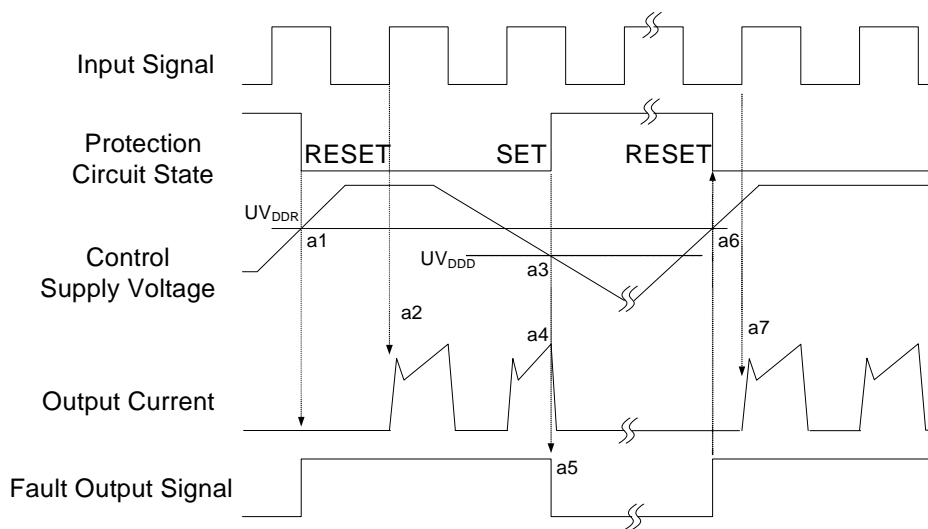 Input Signal
Protection
Circuit State
RESET
SET
RESET
UVDDR
a1
a6
Control
Supply Voltage
UVDDD
a3
a2
a4
a7
Output Current
a5
Fault Output Signal